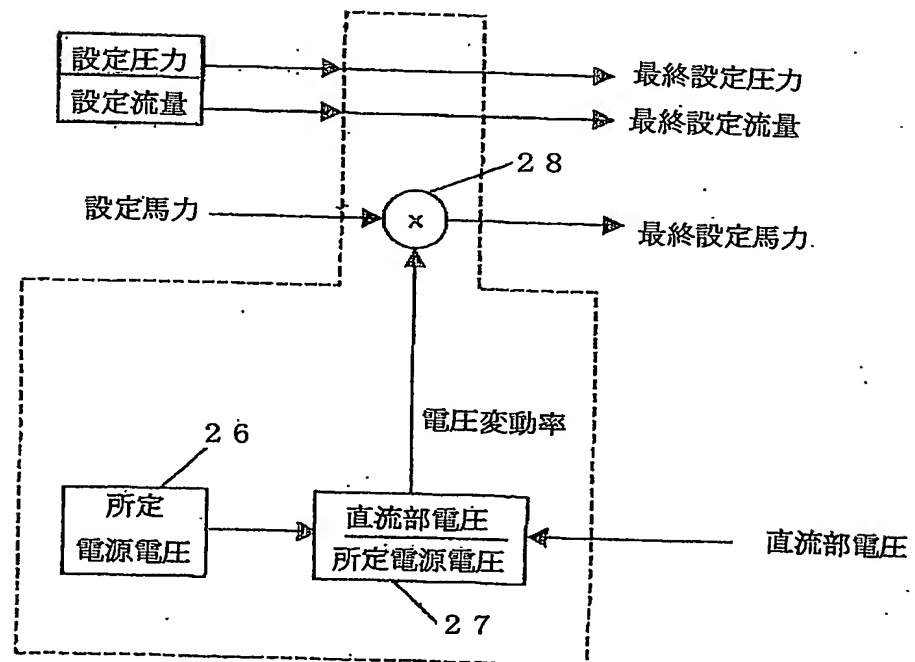 設定圧力
設定流量
最終設定圧力
最終設定流量
28
設定馬力
×
最終設定馬力
電圧変動率
26
所定
電源電圧
直流部電圧
所定電源電圧
直流部電圧
27